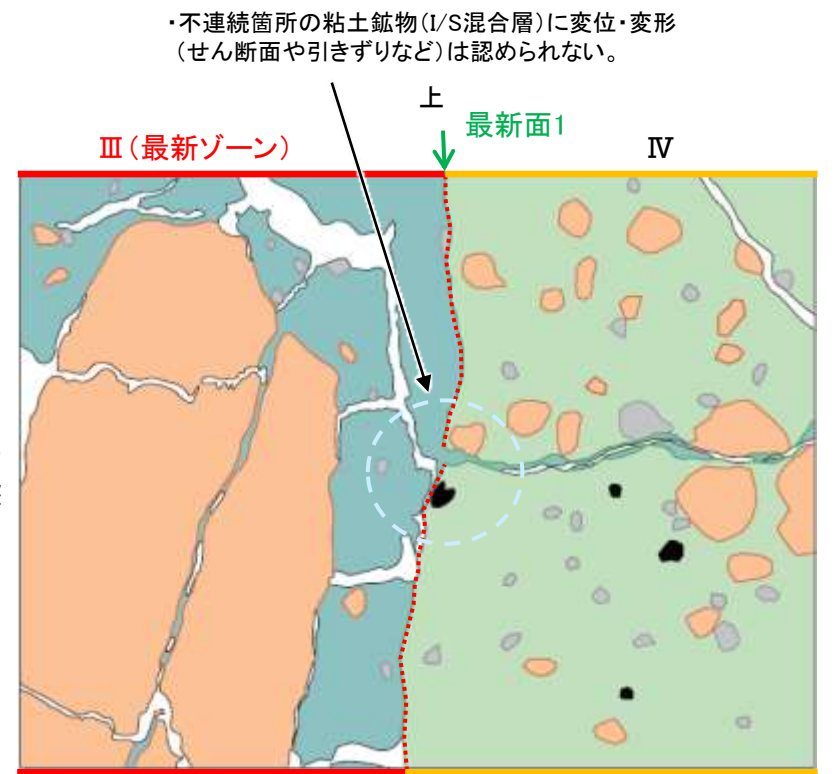 ・不連続箇所の粘土鉱物(I/S混合層)に変位・変形
（せん断面や引きずりなど）は認められない。
上
最新面1
Ⅲ（最新ゾーン）
Ⅳ